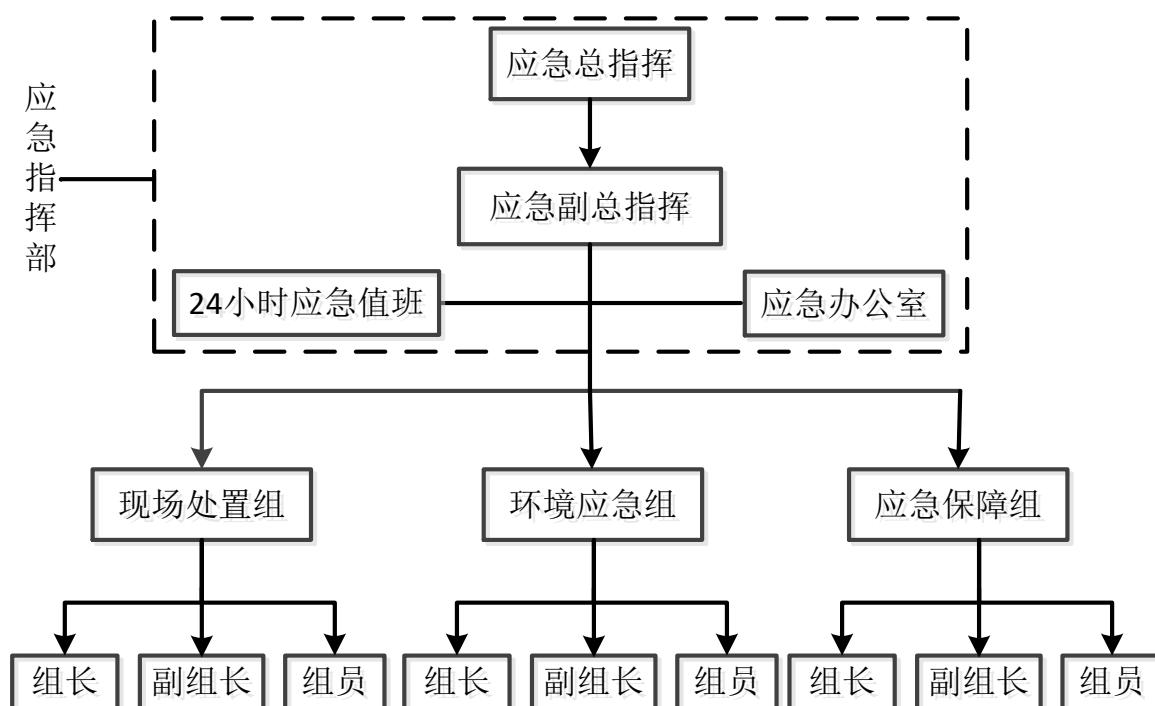 应急总指挥
应急指挥部
应急副总指挥
24小时应急值班
应急办公室
现场处置组
环境应急组
应急保障组
组长
副组长
组员
组长
副组长
组员
组长
副组长
组员